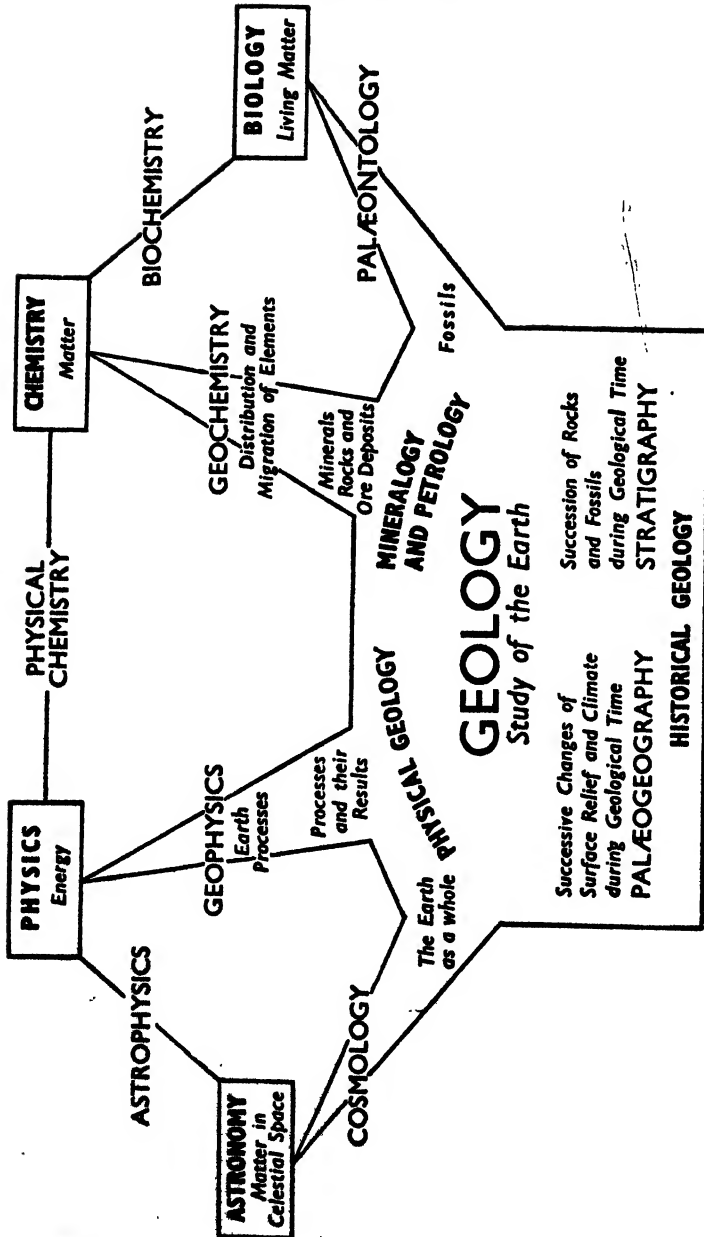 PHYSICS
Energy
PHYSICAL
CHEMISTRY
CHEMISTRY
Matter
ASTROPHYSICS
BIOCHEMISTRY
ASTRONOMY
Matter in
Celestial Space
GEOPHYSICS
Earth
Processes
GEOCHEMISTRY
Distribution and
Migration of Elements
BIOLOGY
Living Matter
COSMOLOGY
Processes
and their
Results
Minerals
Rocks and
Ore Deposits
PALÆONTOLOGY
The Earth
as a whole
PHYSICAL GEOLOGY
MINERALOGY
AND PETROLOGY
Fossils
GEOLOGY
Study of the Earth
Successive Changes of
Surface Relief and Climate
during Geological Time
PALÆOGEOGRAPHY
Succession of Rocks
and Fossils
during Geological Time
STRATIGRAPHY
HISTORICAL GEOLOGY